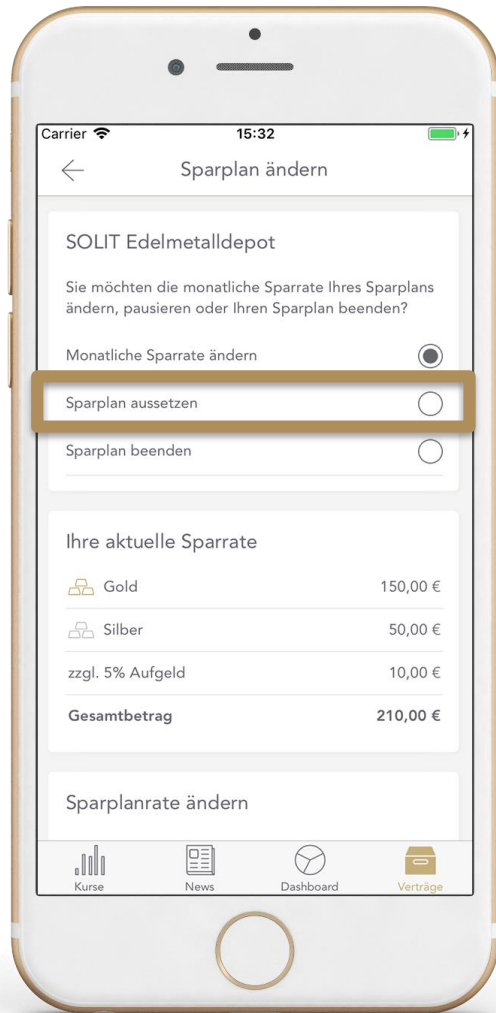 Carrier 15:32
Sparplan ändern
SOLIT Edelmetalldepot
Sie möchten die monatliche Sparrate Ihres Sparplans
ändern, pausieren oder Ihren Sparplan beenden?
Monatliche Sparrate ändern
Sparplan aussetzen
Sparplan beenden
Ihre aktuelle Sparrate
Gold 150,00 €
Silber 50,00 €
zzgl. 5% Aufgeld 10,00 €
Gesamtbetrag 210,00 €
Sparplanrate ändern
Kurse News Dashboard Verträge